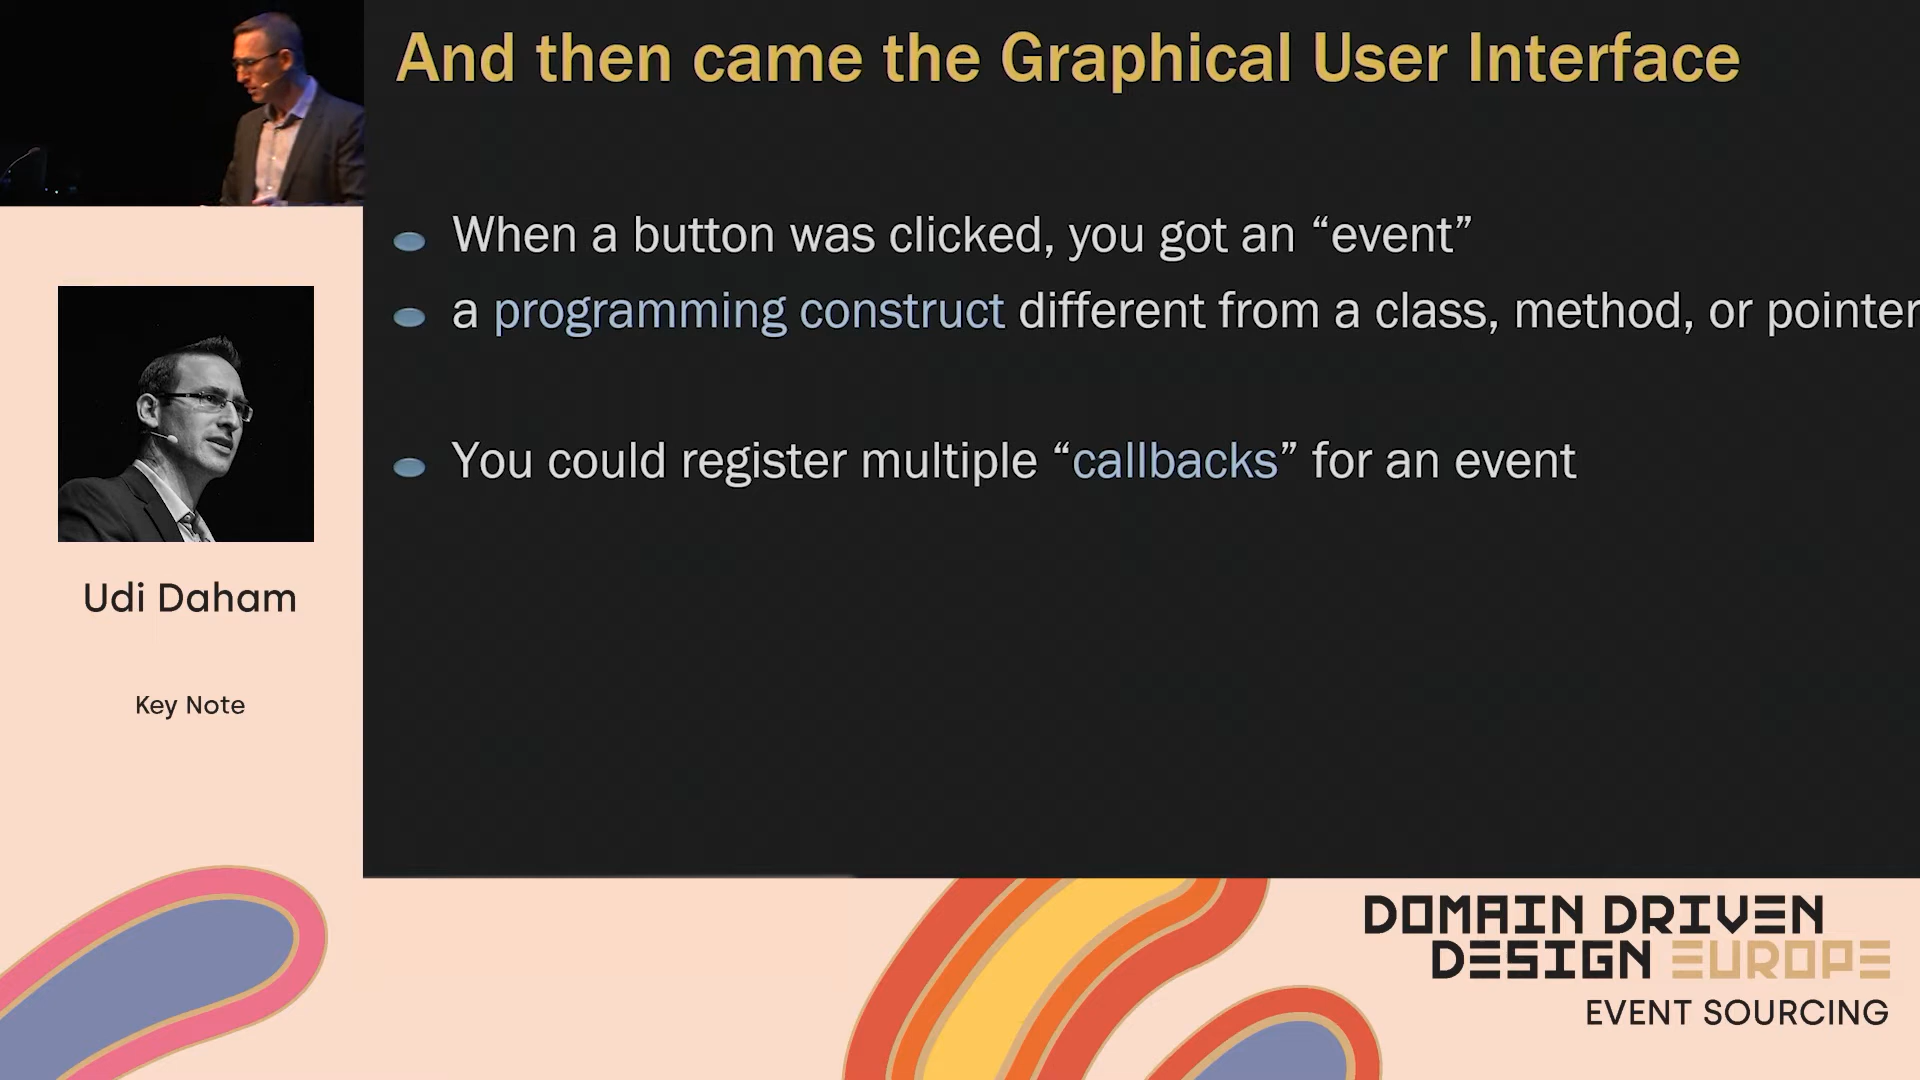 And then came the Graphical User Interface
When a button was clicked, you got an “event”
a programming construct different from a class, method, or pointer
You could register multiple “callbacks” for an event
Udi Daham
Key Note
DOMAIN DRIVEN
DESIGN EUROPE
EVENT SOURCING